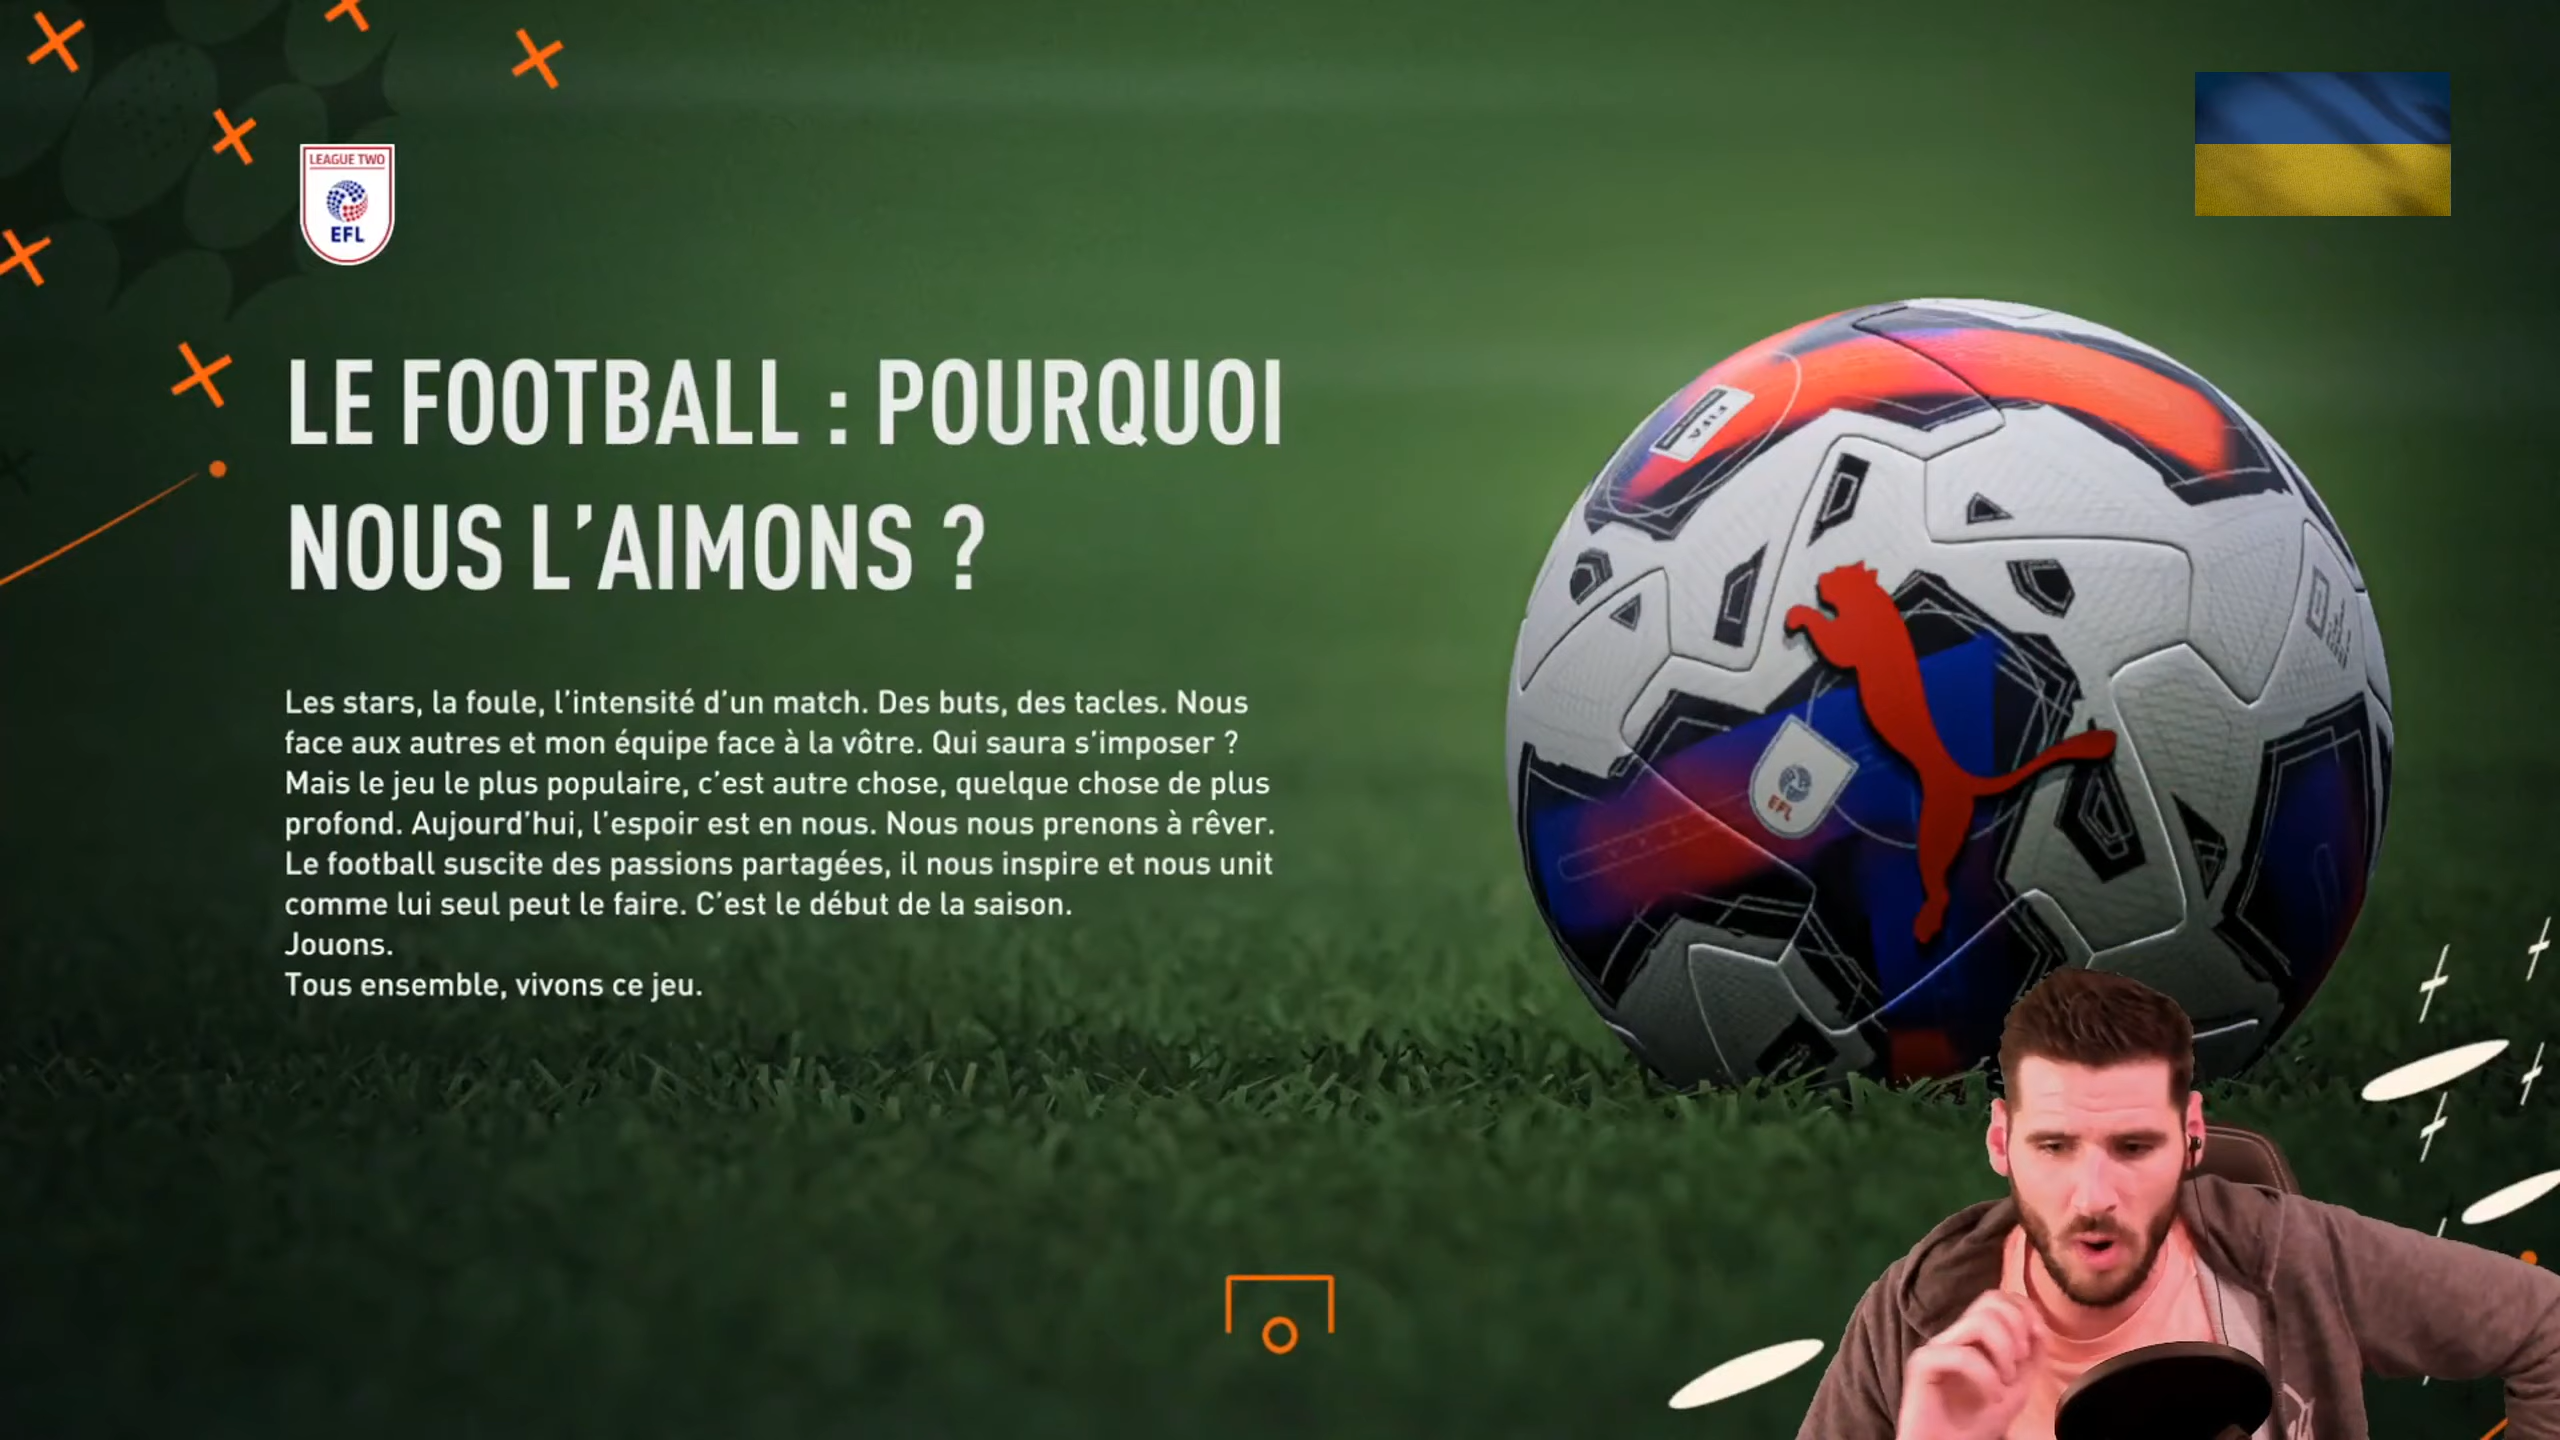 LEAGUE TWO
EFL
LE FOOTBALL : POURQUOI
NOUS L'AIMONS ?
Les stars, la foule, l'intensité d'un match. Des buts, des tacles. Nous
face aux autres et mon équipe face à la vôtre. Qui saura s'imposer ?
Mais le jeu le plus populaire, c'est autre chose, quelque chose de plus
profond. Aujourd'hui, l'espoir est en nous. Nous nous prenons à rêver.
Le football suscite des passions partagées, il nous inspire et nous unit
comme lui seul peut le faire. C'est le début de la saison.
Jouons.
Tous ensemble, vivons ce jeu.
FIFA
EFL